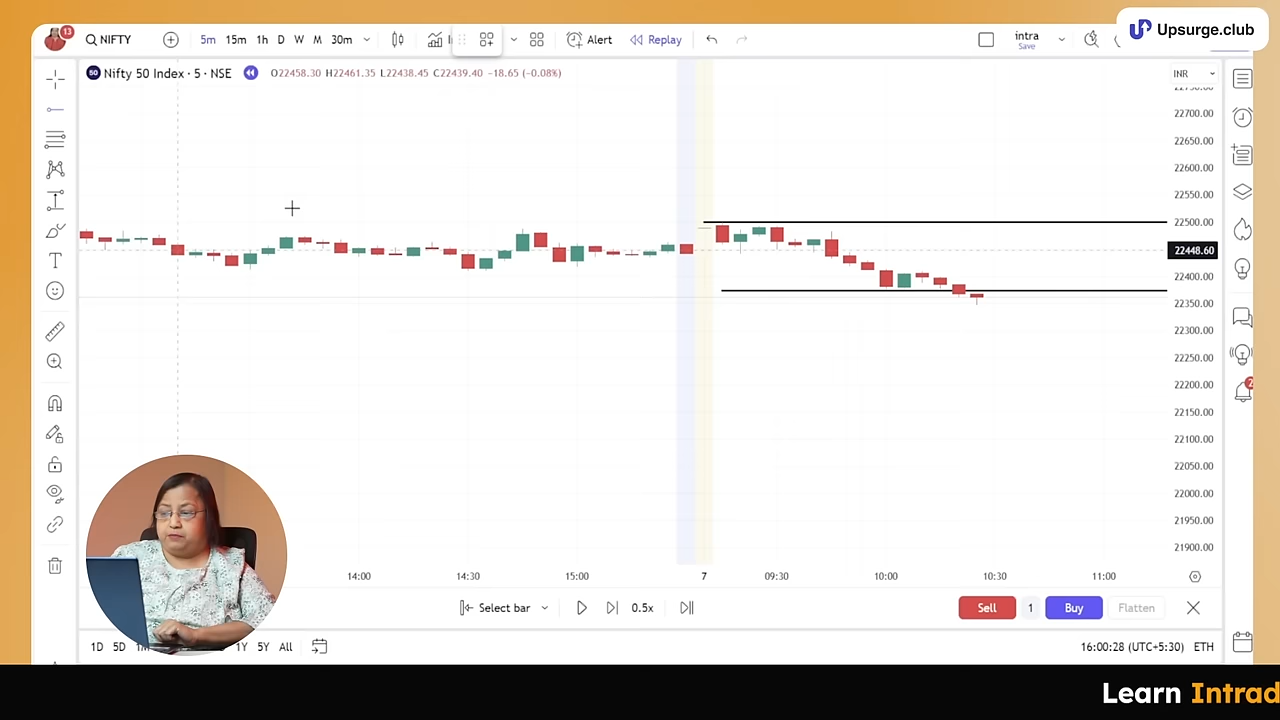 Upsurge.club
13
NIFTY
5m 15m 1h D W M 30m
Alert
Replay
intra
Save
50 Nifty 50 Index · 5 · NSE
O22458.30 H22461.35 L22438.45 C22439.40 −18.65 (−0.08%)
INR
22700.00
22650.00
22600.00
22550.00
22500.00
22448.60
22400.00
22350.00
22300.00
22250.00
22200.00
22150.00
22100.00
22050.00
22000.00
21950.00
21900.00
2
14:00 14:30 15:00 7 09:30 10:00 10:30 11:00
Select bar
0.5x
Sell 1 Buy Flatten
1D 5D 1M 1Y 5Y All
16:00:28 (UTC+5:30) ETH
Learn Intrad